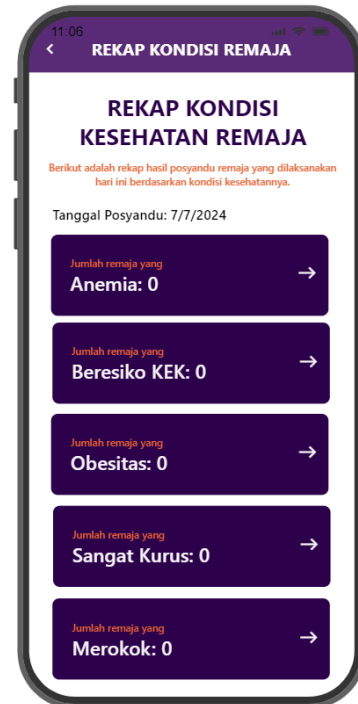 11:06
REKAP KONDISI REMAJA
REKAP KONDISI
KESEHATAN REMAJA
Berikut adalah rekap hasil posyandu remaja yang dilaksanakan
hari ini berdasarkan kondisi kesehatannya.
Tanggal Posyandu: 7/7/2024
Jumlah remaja yang
Anemia: 0
Jumlah remaja yang
Beresiko KEK: 0
Jumlah remaja yang
Obesitas: 0
Jumlah remaja yang
Sangat Kurus: 0
Jumlah remaja yang
Merokok: 0